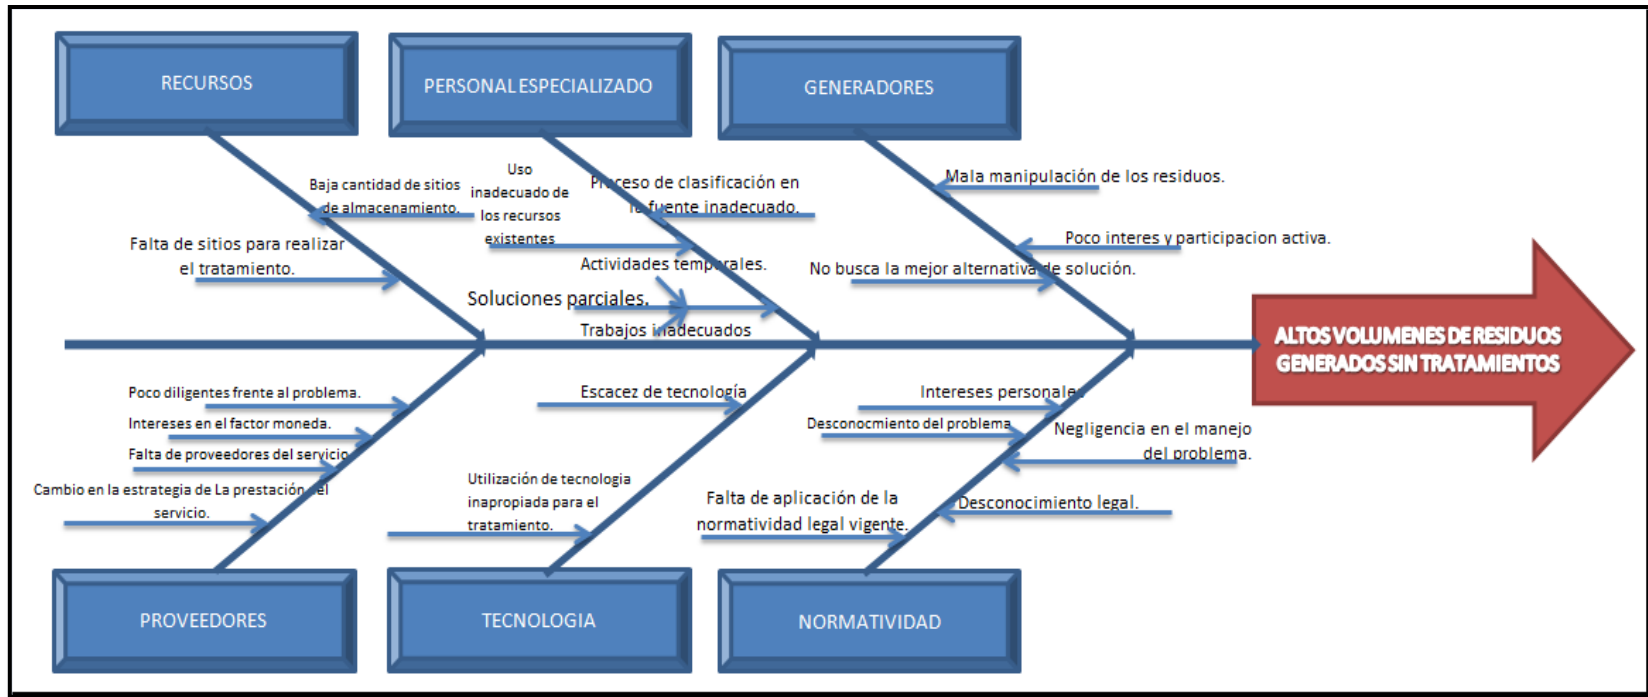 RECURSOS
PERSONAL ESPECIALIZADO
GENERADORES
Baja cantidad de sitios
de almacenamiento.
Falta de sitios para realizar
el tratamiento.
Uso
inadecuado de
los recursos
existentes
Proceso de clasificación en
la fuente inadecuado.
Actividades temporales.
Soluciones parciales.
Trabajos inadecuados
Mala manipulación de los residuos.
Poco interes y participacion activa.
No busca la mejor alternativa de solución.
ALTOS VOLUMENES DE RESIDUOS
GENERADOS SIN TRATAMIENTOS
Poco diligentes frente al problema.
Intereses en el factor moneda.
Falta de proveedores del servicio
Cambio en la estrategia de La prestación del
servicio.
Escacez de tecnología
Utilización de tecnologia
inapropiada para el
tratamiento.
Intereses personales
Desconocmiento del problema
Negligencia en el manejo
del problema.
Falta de aplicación de la
normatividad legal vigente.
Desconocimiento legal.
PROVEEDORES
TECNOLOGIA
NORMATIVIDAD